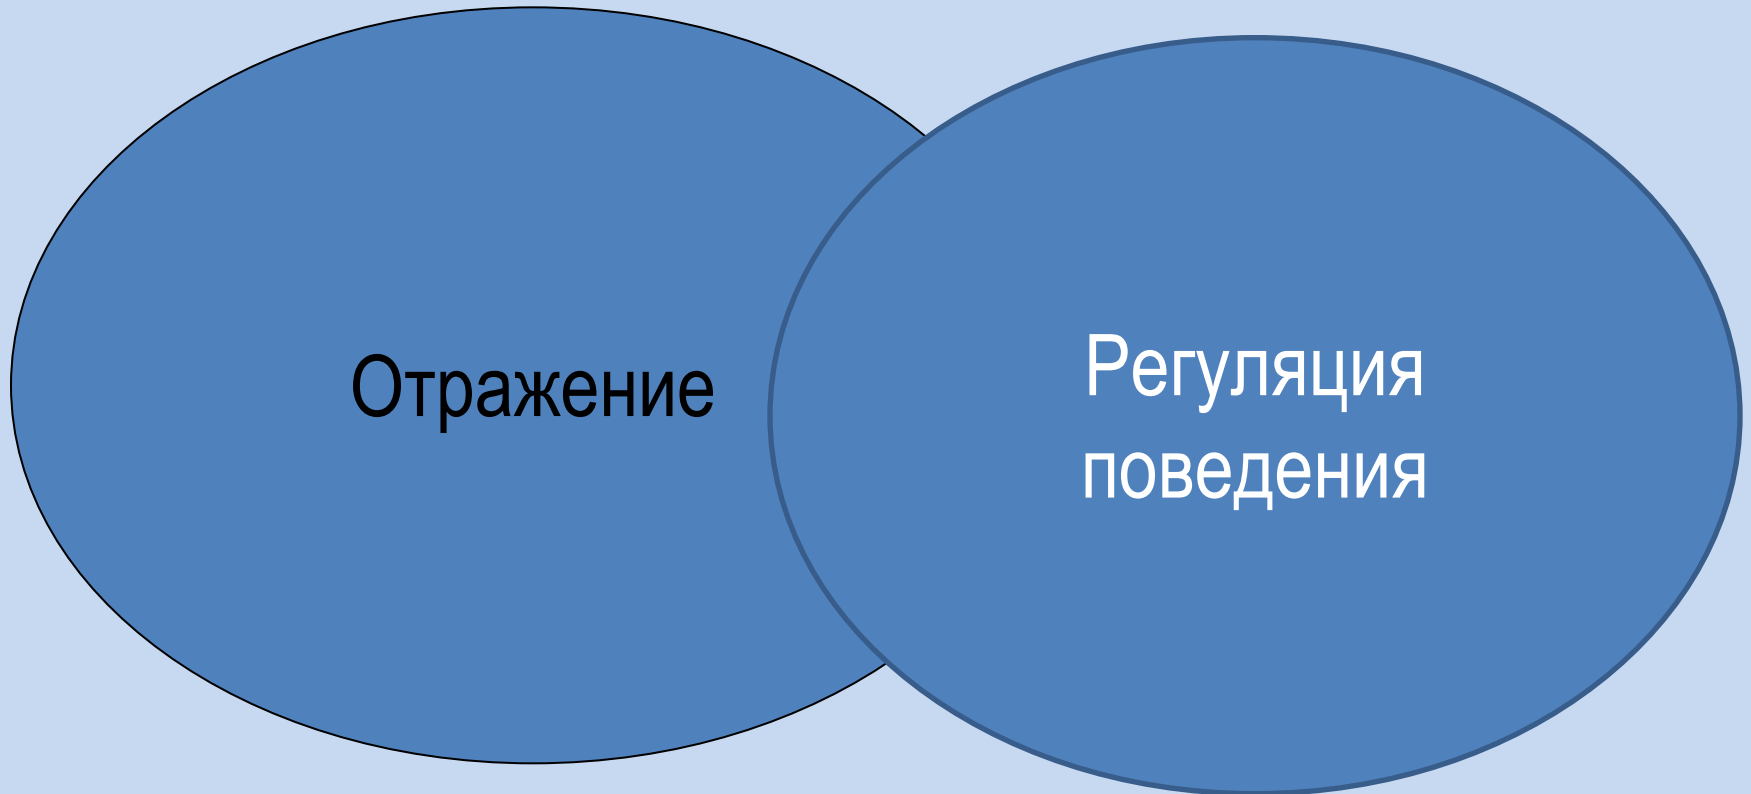 Отражение
Регуляция
поведения